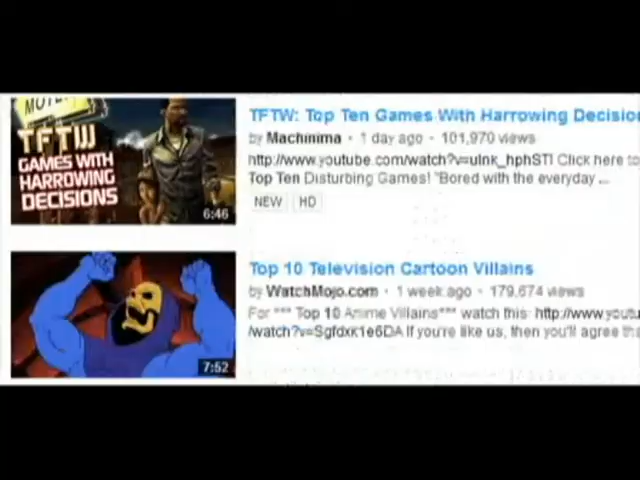 MOTEL
TFTW
GAMES WITH
HARROWING
DECISIONS
6:46
TFTW: Top Ten Games With Harrowing Decisio
by Machinima • 1 day ago • 101,970 views
http://www.youtube.com/watch?v=uInk_hphSTI Click here to
Top Ten Disturbing Games! "Bored with the everyday ...
NEW HD
7:52
Top 10 Television Cartoon Villains
by WatchMojo.com • 1 week ago • 179,674 views
For *** Top 10 Anime Villains*** watch this: http://www.youtu
/watch?v=SgfdxK1e6DA If you're like us, then you'll agree tha